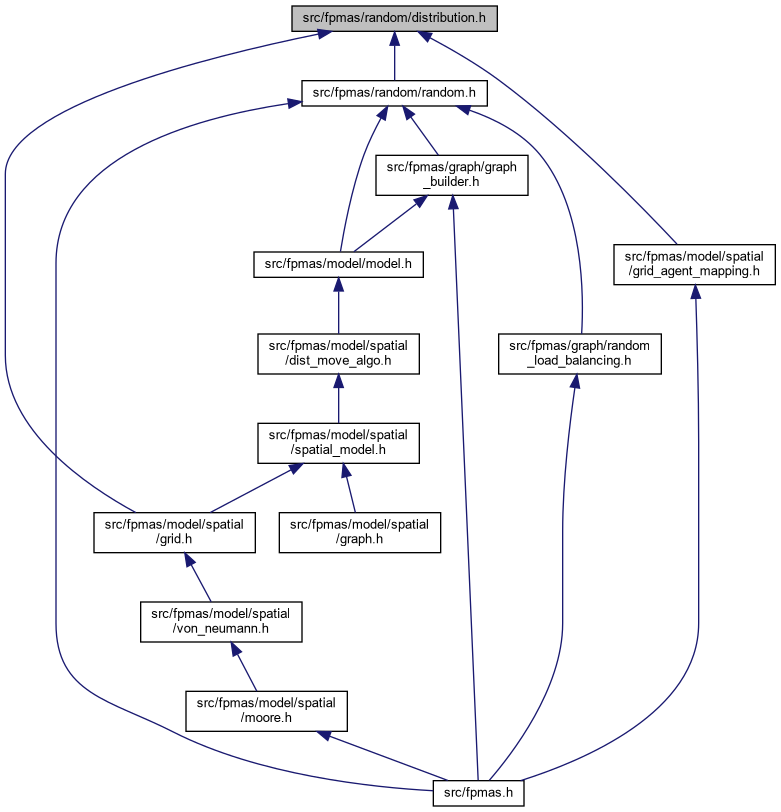 src/fpmas/random/distribution.h
src/fpmas/random/random.h
src/fpmas/graph/graph
_builder.h
src/fpmas/model/model.h
src/fpmas/model/spatial
/grid_agent_mapping.h
src/fpmas/model/spatial
/dist_move_algo.h
src/fpmas/graph/random
_load_balancing.h
src/fpmas/model/spatial
/spatial_model.h
src/fpmas/model/spatial
/grid.h
src/fpmas/model/spatial
/graph.h
src/fpmas/model/spatial
/von_neumann.h
src/fpmas/model/spatial
/moore.h
src/fpmas.h